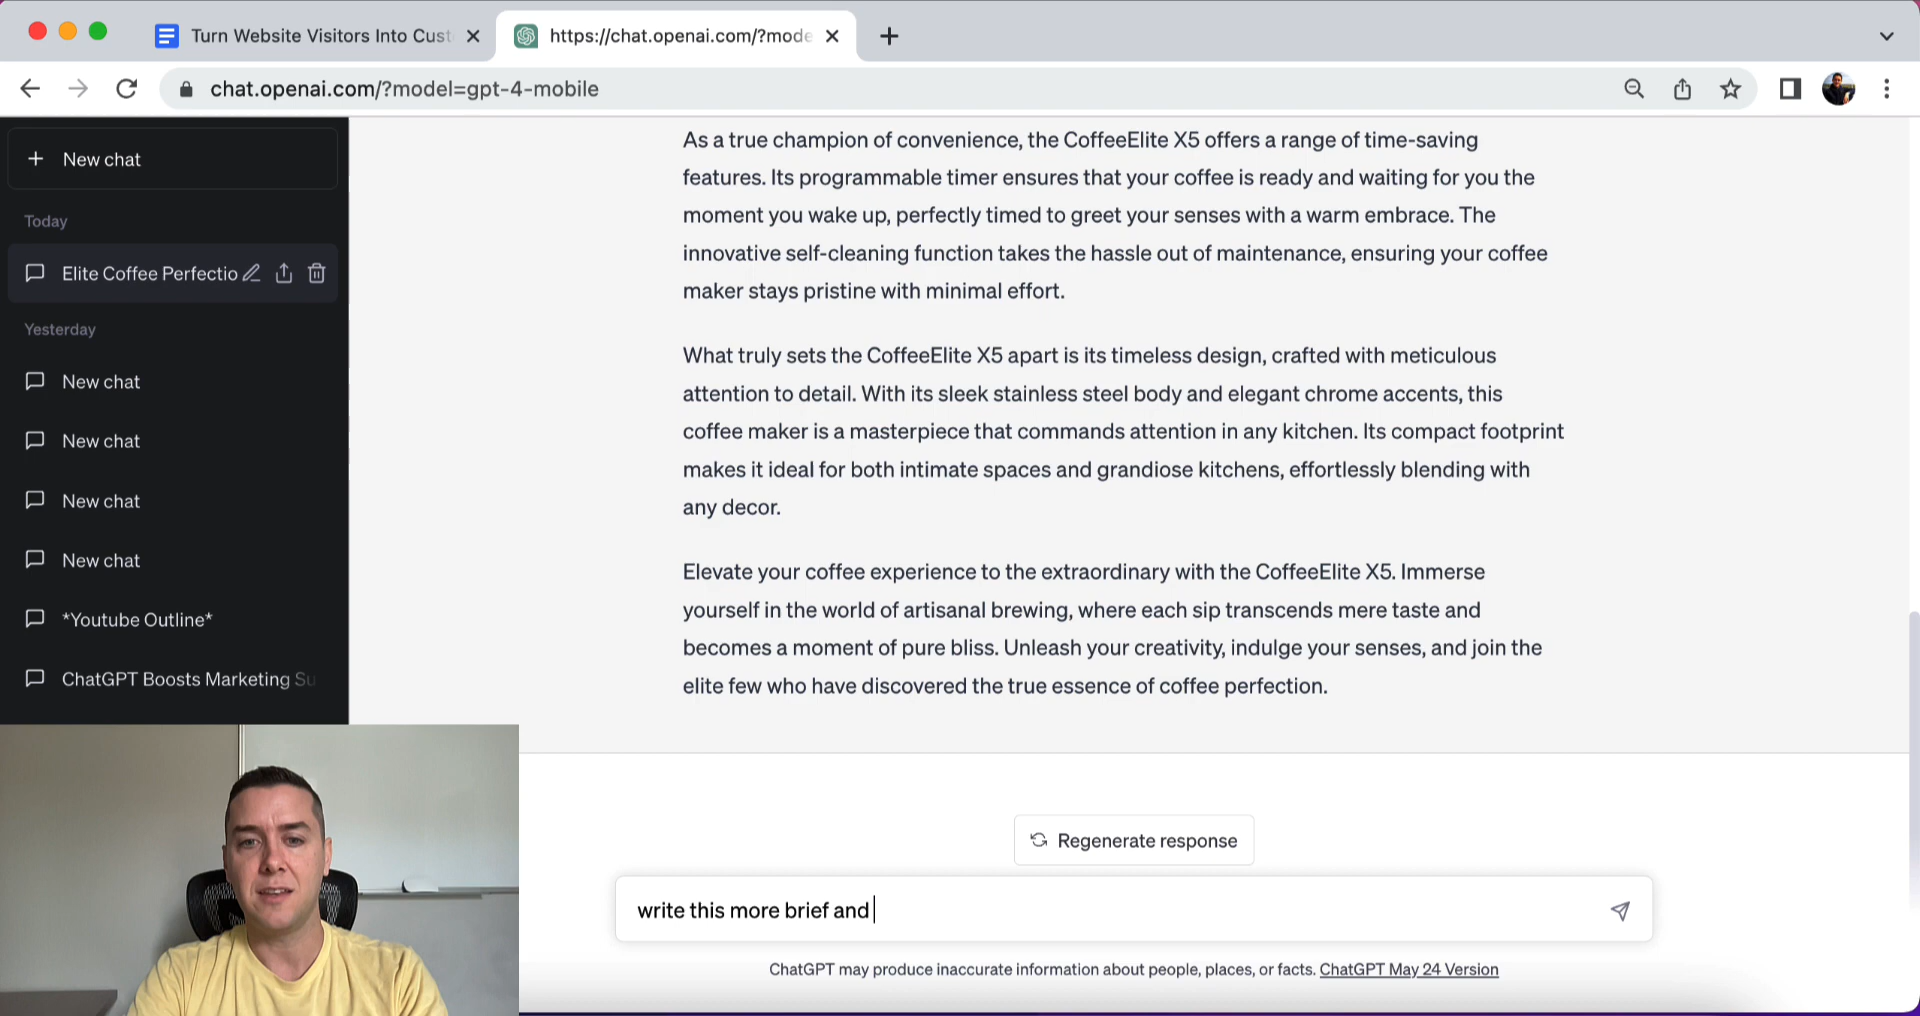 Turn Website Visitors Into Cust
https://chat.openai.com/?mode
chat.openai.com/?model=gpt-4-mobile
New chat
Today
Elite Coffee Perfectio
Yesterday
New chat
New chat
New chat
New chat
*Youtube Outline*
ChatGPT Boosts Marketing Su
As a true champion of convenience, the CoffeeElite X5 offers a range of time-saving
features. Its programmable timer ensures that your coffee is ready and waiting for you the
moment you wake up, perfectly timed to greet your senses with a warm embrace. The
innovative self-cleaning function takes the hassle out of maintenance, ensuring your coffee
maker stays pristine with minimal effort.
What truly sets the CoffeeElite X5 apart is its timeless design, crafted with meticulous
attention to detail. With its sleek stainless steel body and elegant chrome accents, this
coffee maker is a masterpiece that commands attention in any kitchen. Its compact footprint
makes it ideal for both intimate spaces and grandiose kitchens, effortlessly blending with
any decor.
Elevate your coffee experience to the extraordinary with the CoffeeElite X5. Immerse
yourself in the world of artisanal brewing, where each sip transcends mere taste and
becomes a moment of pure bliss. Unleash your creativity, indulge your senses, and join the
elite few who have discovered the true essence of coffee perfection.
Regenerate response
write this more brief and
ChatGPT may produce inaccurate information about people, places, or facts. ChatGPT May 24 Version